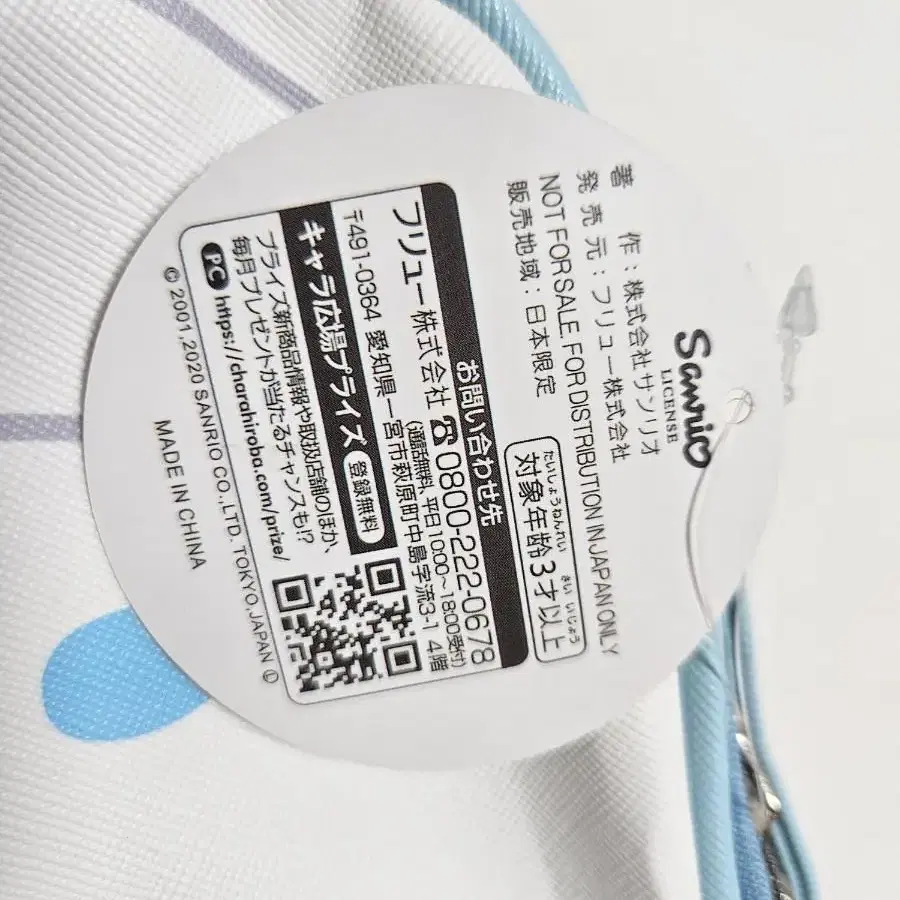 Sanrio
LICENSE
著 作:株式会社サンリオ
発 売 元:フリュー株式会社
NOT FOR SALE. FOR DISTRIBUTION IN JAPAN ONLY
販売地域:日本限定
たいしょうねんれい さい いじょう
対象年齢3才以上
お問い合わせ先
フリュー株式会社 ☎0800-222-0678
(通話無料、平日10:00~18:00受付)
〒491-0364 愛知県一宮市萩原町中島字流3-1 4階
キャラ広場プライズ 登録無料
プライズ新商品情報や取扱店舗のほか、
毎月プレゼントが当たるチャンスも!?
PC https://charahiroba.com/prize/
© 2001,2020 SANRIO CO.,LTD. TOKYO,JAPAN Ⓛ
MADE IN CHINA